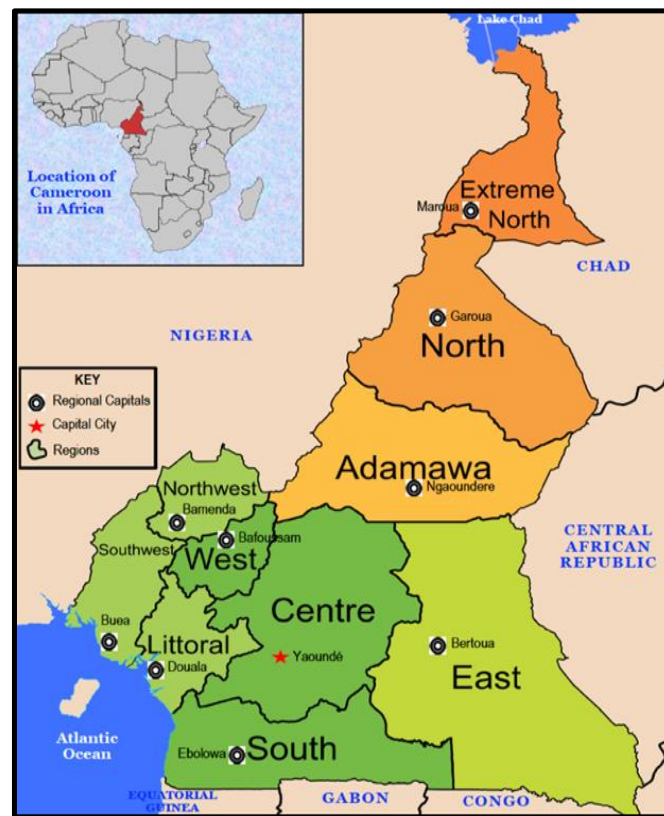 Lake Chad
Location of
Cameroon
in Africa
Extreme
North
Maroua
CHAD
Garoua
North
NIGERIA
KEY
Regional Capitals
Capital City
Regions
Adamawa
Ngaoundere
Northwest
Bamenda
Southwest
Bafoussam
West
CENTRAL
AFRICAN
REPUBLIC
Centre
Buea
Littoral
Douala
Yaoundé
Bertoua
East
Atlantic
Ocean
Ebolowa
South
EQUATORIAL
GUINEA
GABON
CONGO